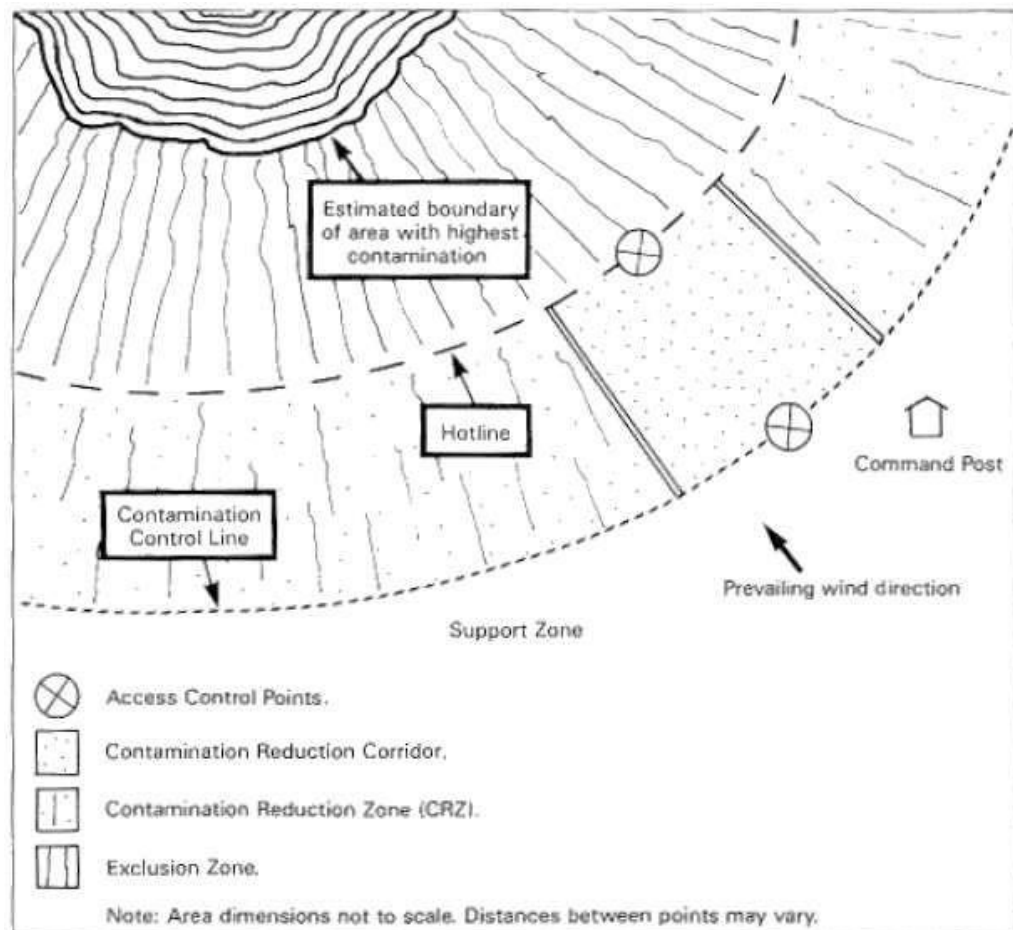 Estimated boundary
of area with highest
contamination
Hotline
Contamination
Control Line
Command Post
Prevailing wind direction
Support Zone
Access Control Points.
Contamination Reduction Corridor.
Contamination Reduction Zone (CRZ).
Exclusion Zone.
Note: Area dimensions not to scale. Distances between points may vary.